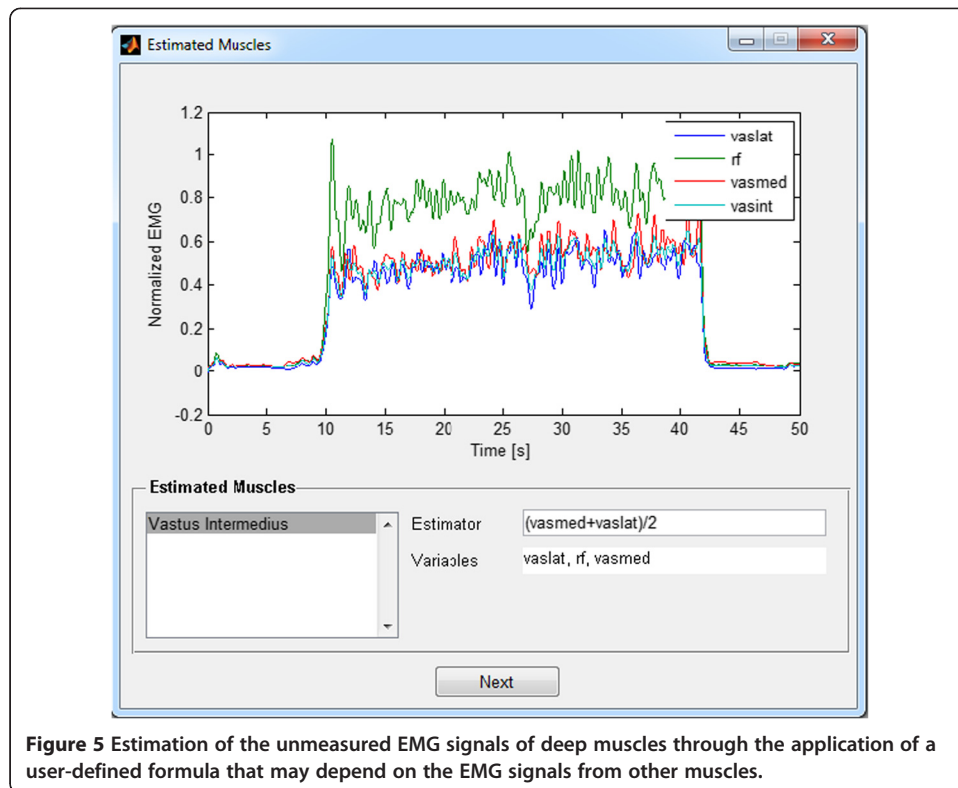 Estimated Muscles
1.2
1
0.8
0.6
0.4
0.2
0
-0.2
Normalized EMG
vaslat
rf
vasmed
vasint
0 5 10 15 20 25 30 35 40 45 50
Time [s]
Estimated Muscles
Vastus Intermedius
Estimator
(vasmed+vaslat)/2
Variables
vaslat, rf, vasmed
Next
Figure 5 Estimation of the unmeasured EMG signals of deep muscles through the application of a
user-defined formula that may depend on the EMG signals from other muscles.